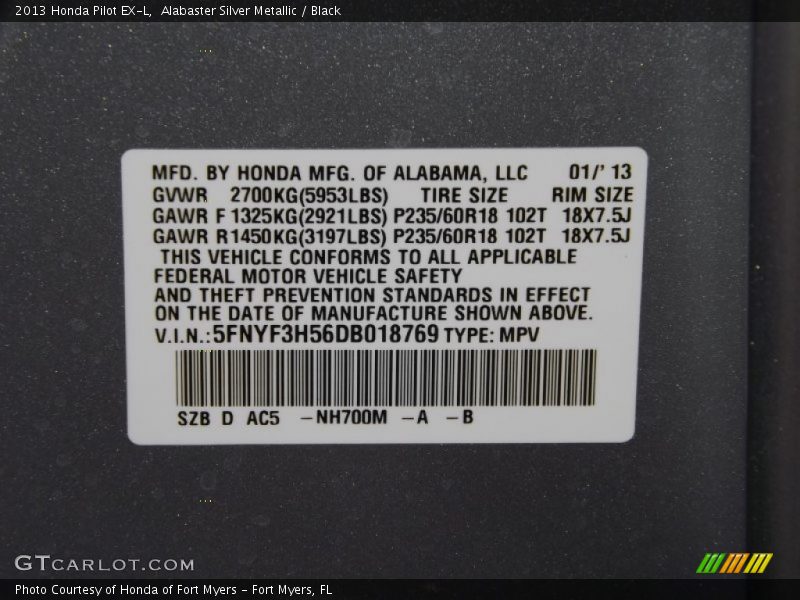 2013 Honda Pilot EX-L,  Alabaster Silver Metallic / Black
MFD. BY HONDA MFG. OF ALABAMA, LLC 01/' 13
GVWR 2700KG(5953LBS) TIRE SIZE RIM SIZE
GAWR F 1325KG(2921LBS) P235/60R18 102T 18X7.5J
GAWR R1450KG(3197LBS) P235/60R18 102T 18X7.5J
THIS VEHICLE CONFORMS TO ALL APPLICABLE
FEDERAL MOTOR VEHICLE SAFETY
AND THEFT PREVENTION STANDARDS IN EFFECT
ON THE DATE OF MANUFACTURE SHOWN ABOVE.
V.I.N.:5FNYF3H56DB018769 TYPE: MPV
SZB D AC5 -NH700M -A -B
GTCARLOT.COM
Photo Courtesy of Honda of Fort Myers - Fort Myers, FL